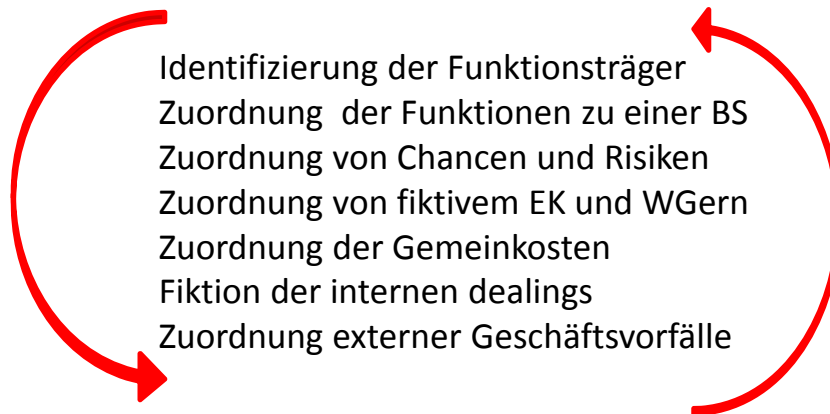 Identifizierung der Funktionsträger
Zuordnung der Funktionen zu einer BS
Zuordnung von Chancen und Risiken
Zuordnung von fiktivem EK und WGern
Zuordnung der Gemeinkosten
Fiktion der internen dealings
Zuordnung externer Geschäftsvorfälle